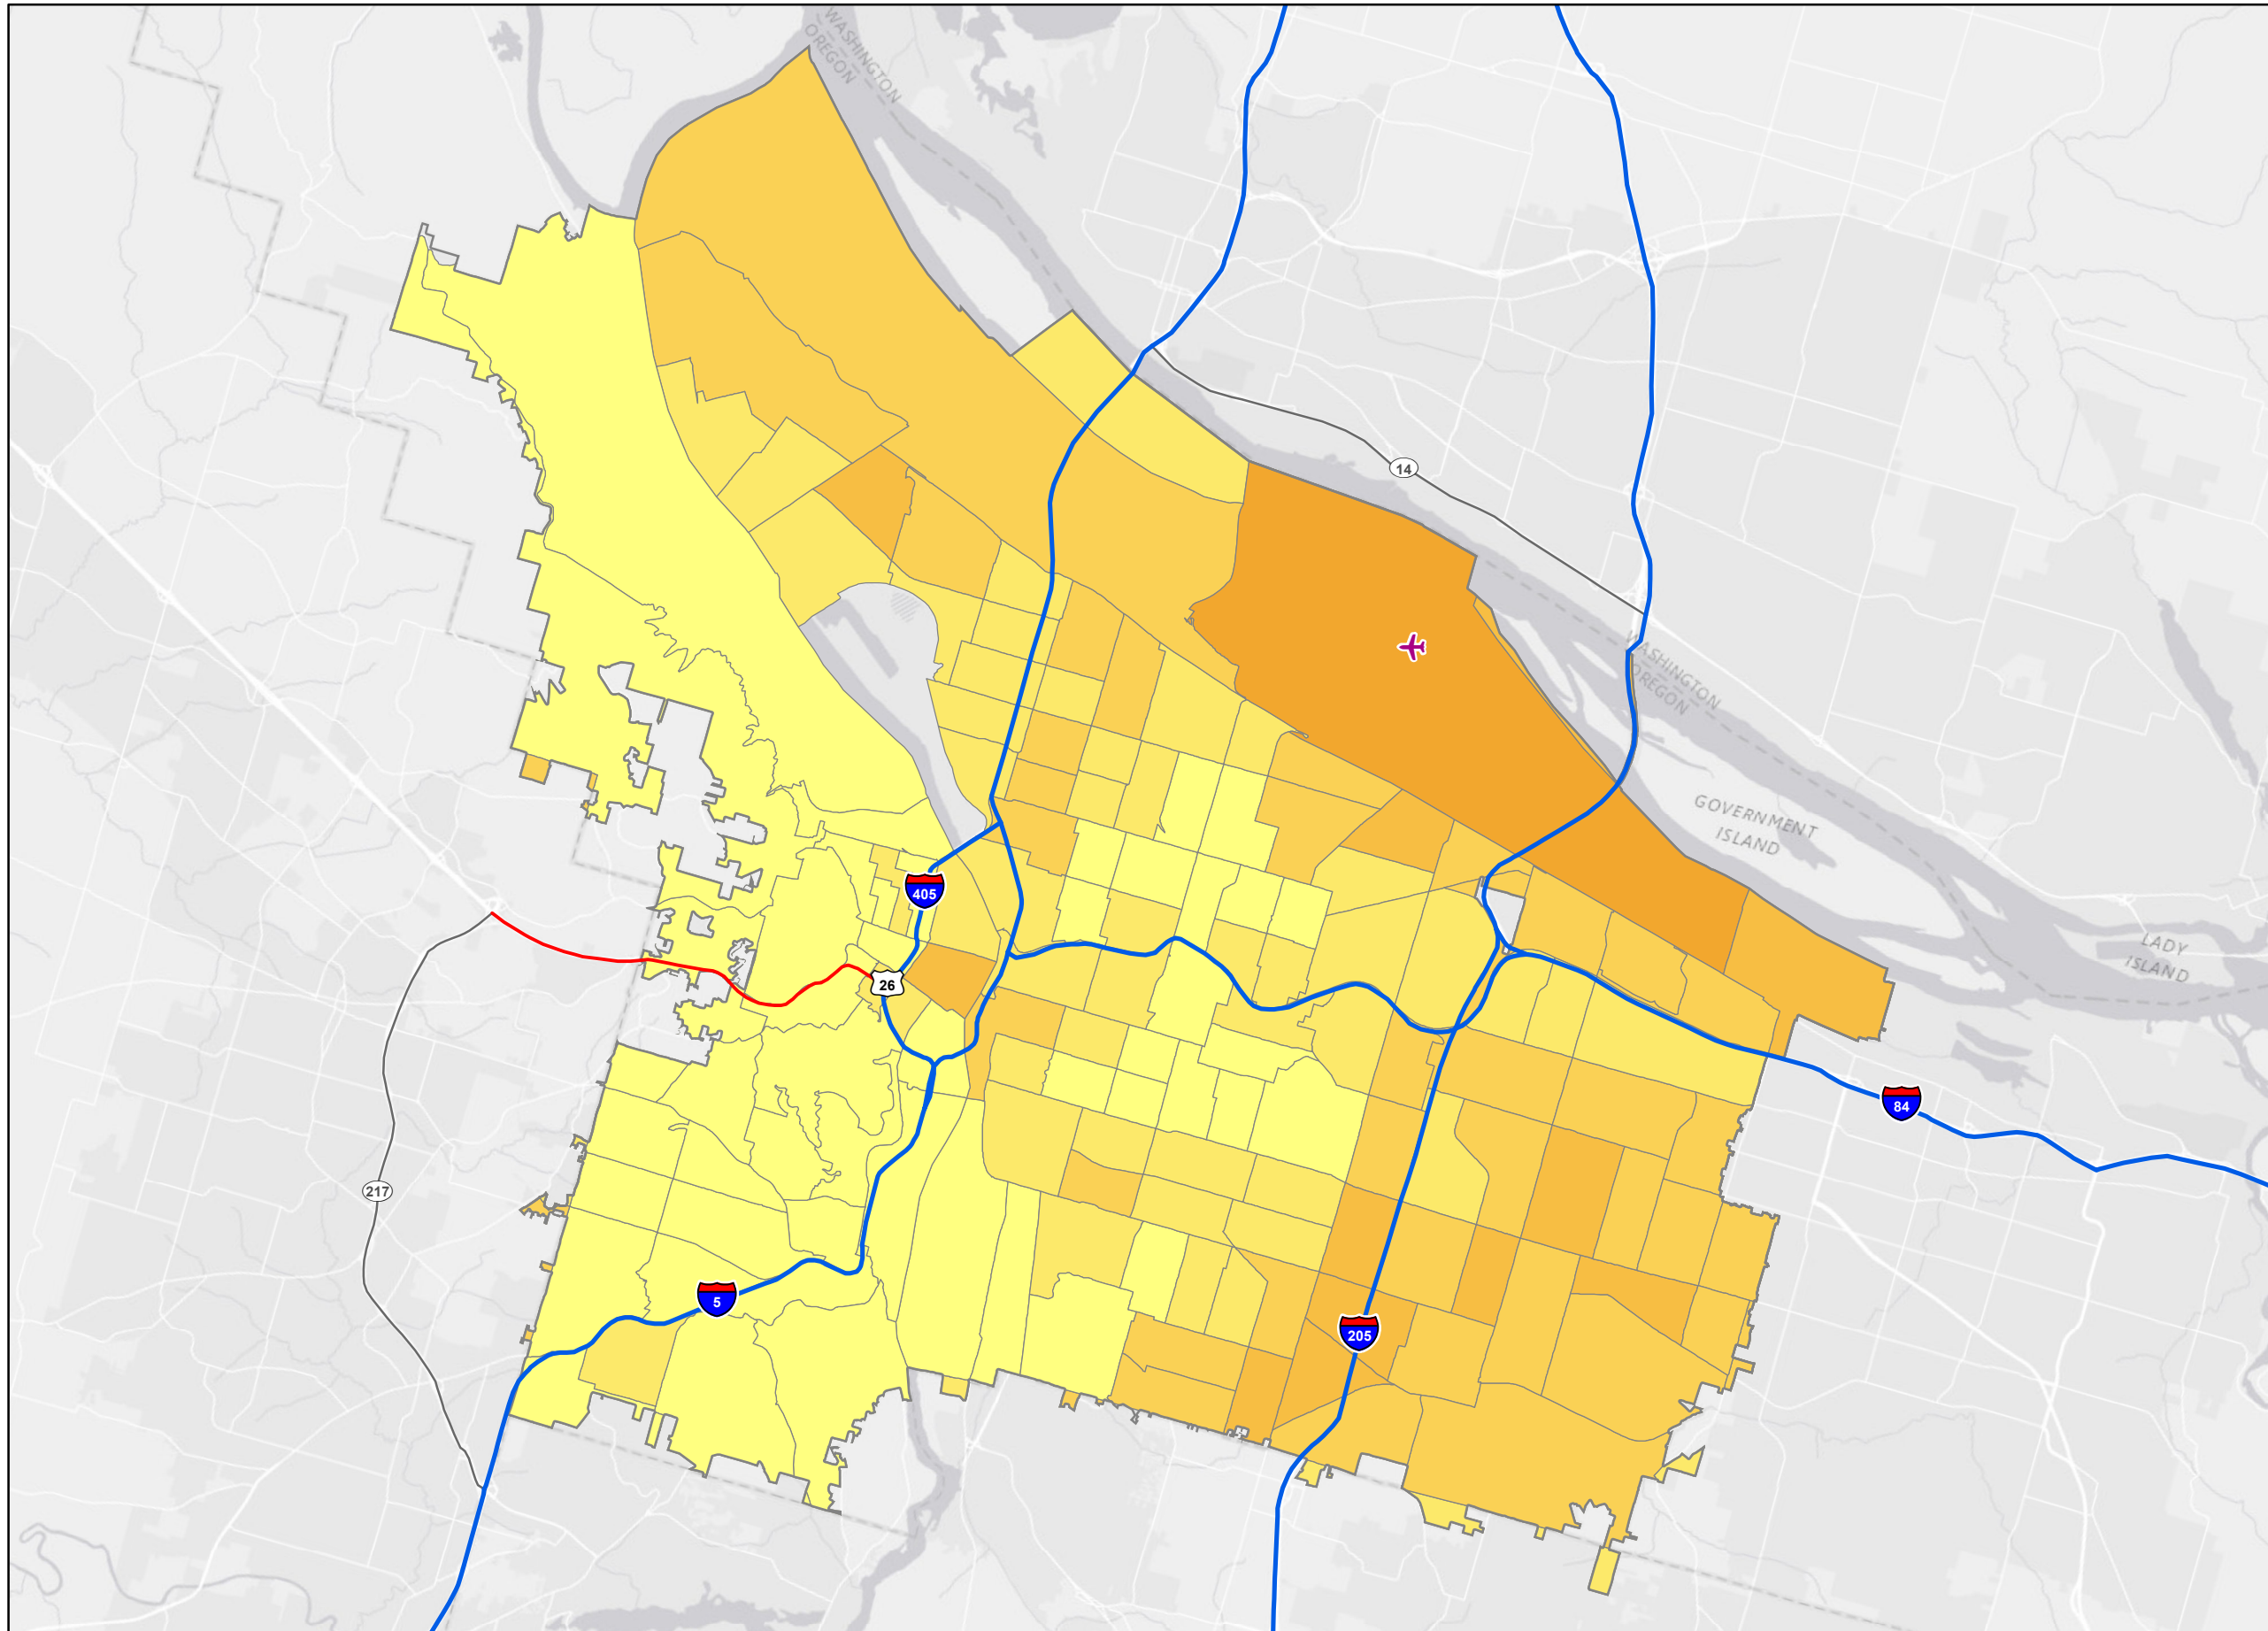 WASHINGTON
OREGON
14
WASHINGTON
OREGON
GOVERNMENT
ISLAND
405
LADY
ISLAND
26
84
217
5
205